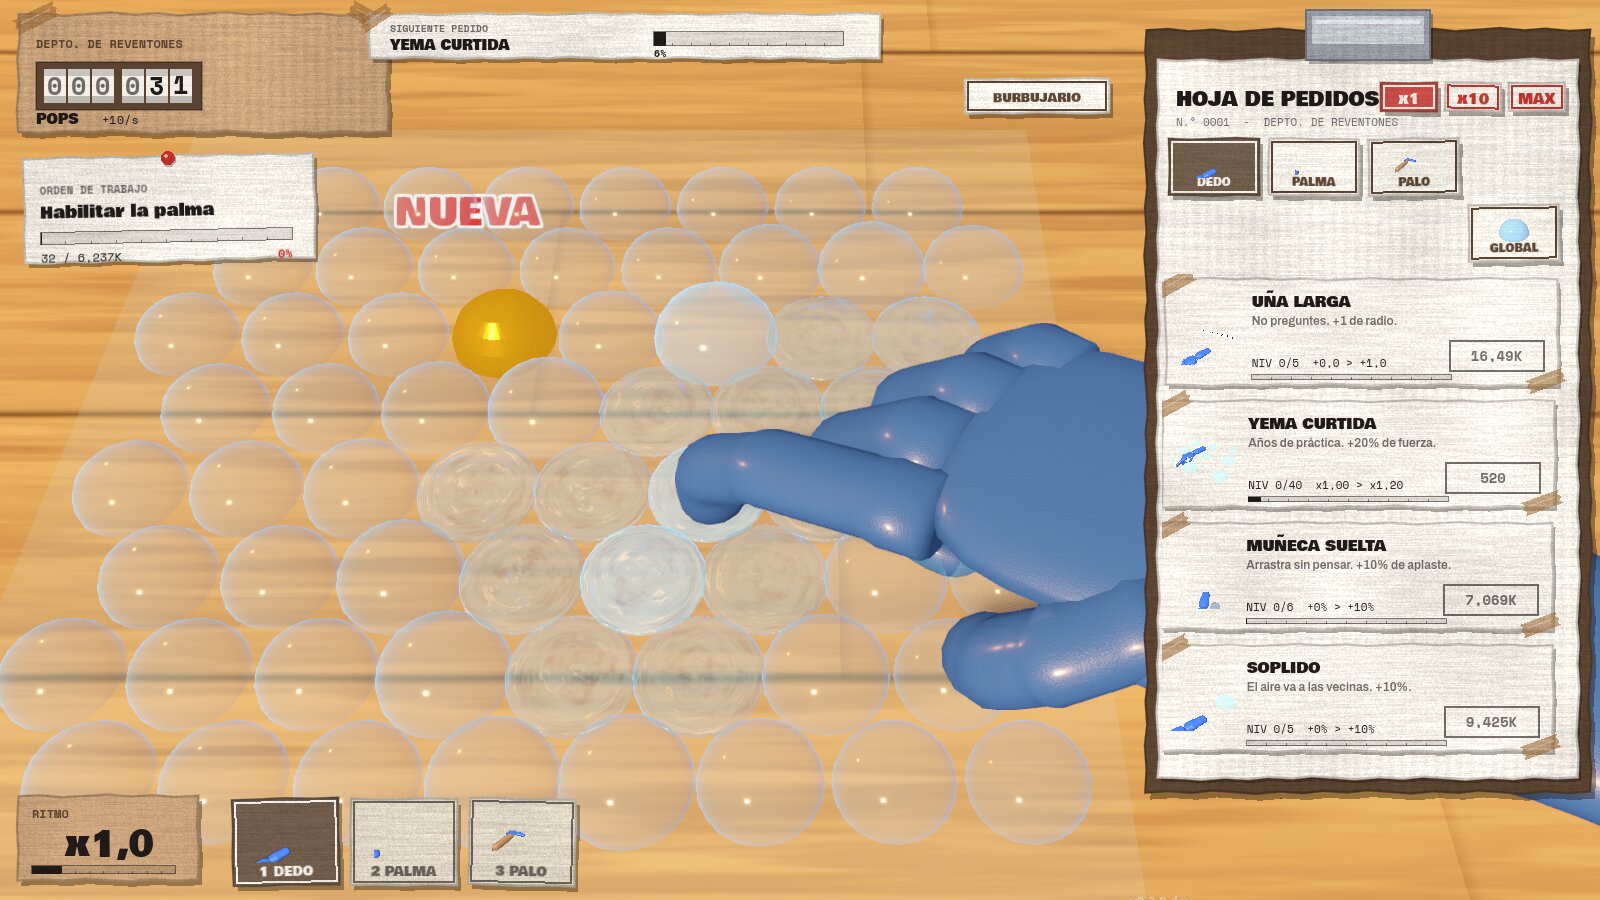 DEPTO. DE REVENTONES
000 031
POPS +10/s
SIGUIENTE PEDIDO
YEMA CURTIDA
6%
BURBUJARIO
ORDEN DE TRABAJO
Habilitar la palma
32 / 6,237K 0%
NUEVA
HOJA DE PEDIDOS x1 x10 MAX
N.° 0001 - DEPTO. DE REVENTONES
DEDO PALMA PALO
GLOBAL
UÑA LARGA
No preguntes. +1 de radio.
NIV 0/5 +0,0 > +1,0 16,49K
YEMA CURTIDA
Años de práctica. +20% de fuerza.
NIV 0/40 x1,00 > x1,20 520
MUÑECA SUELTA
Arrastra sin pensar. +10% de aplaste.
NIV 0/6 +0% > +10% 7,069K
SOPLIDO
El aire va a las vecinas. +10%.
NIV 0/5 +0% > +10% 9,425K
RITMO
x1,0
1 DEDO 2 PALMA 3 PALO